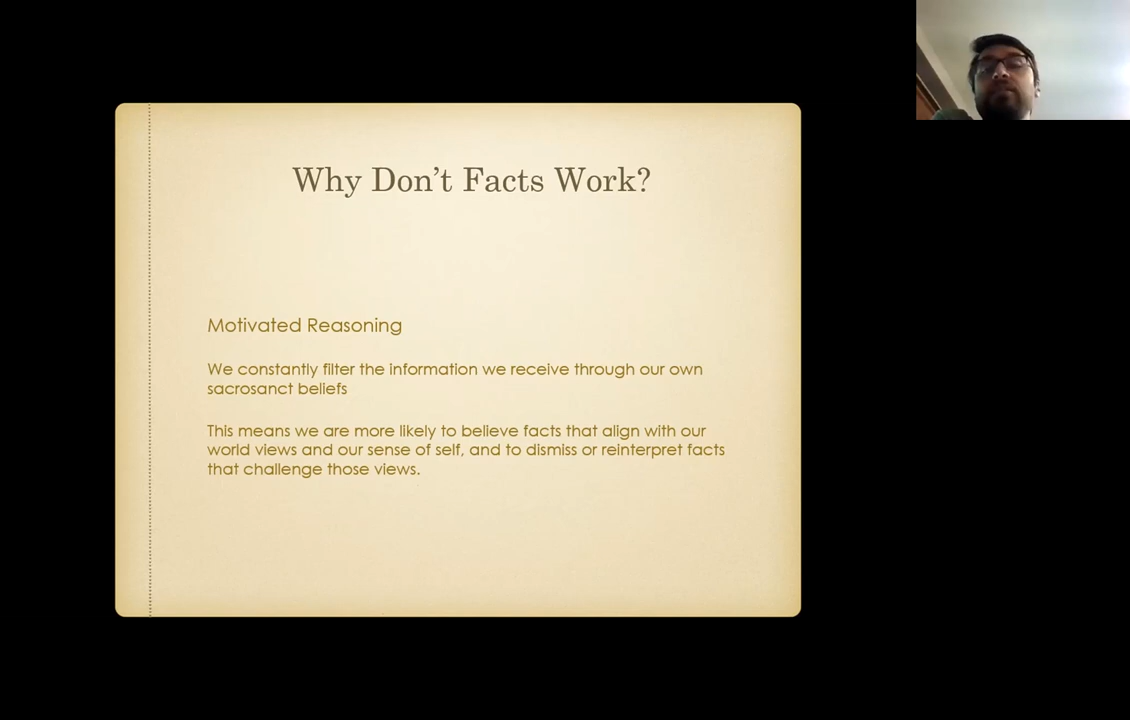 Why Don’t Facts Work?
Motivated Reasoning
We constantly filter the information we receive through our own
sacrosanct beliefs
This means we are more likely to believe facts that align with our
world views and our sense of self, and to dismiss or reinterpret facts
that challenge those views.